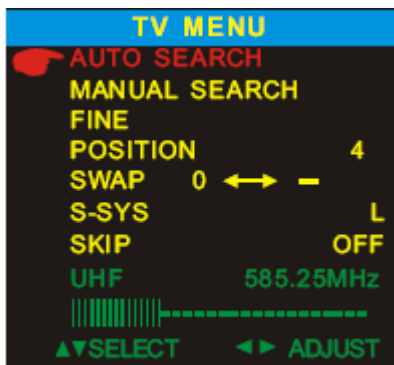 TV MENU
AUTO SEARCH
MANUAL SEARCH
FINE
POSITION 4
SWAP 0 ↔ –
S-SYS L
SKIP OFF
UHF 585.25MHz
▲▼SELECT ◄► ADJUST